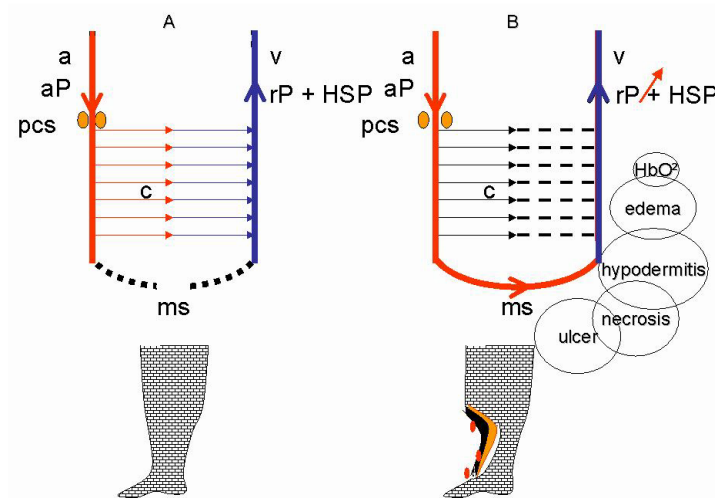 A
B
a
v
a
v
aP
rP + HSP
aP
rP + HSP
pcs
pcs
c
c
HbO²
edema
hypodermitis
ms
ms
necrosis
ulcer